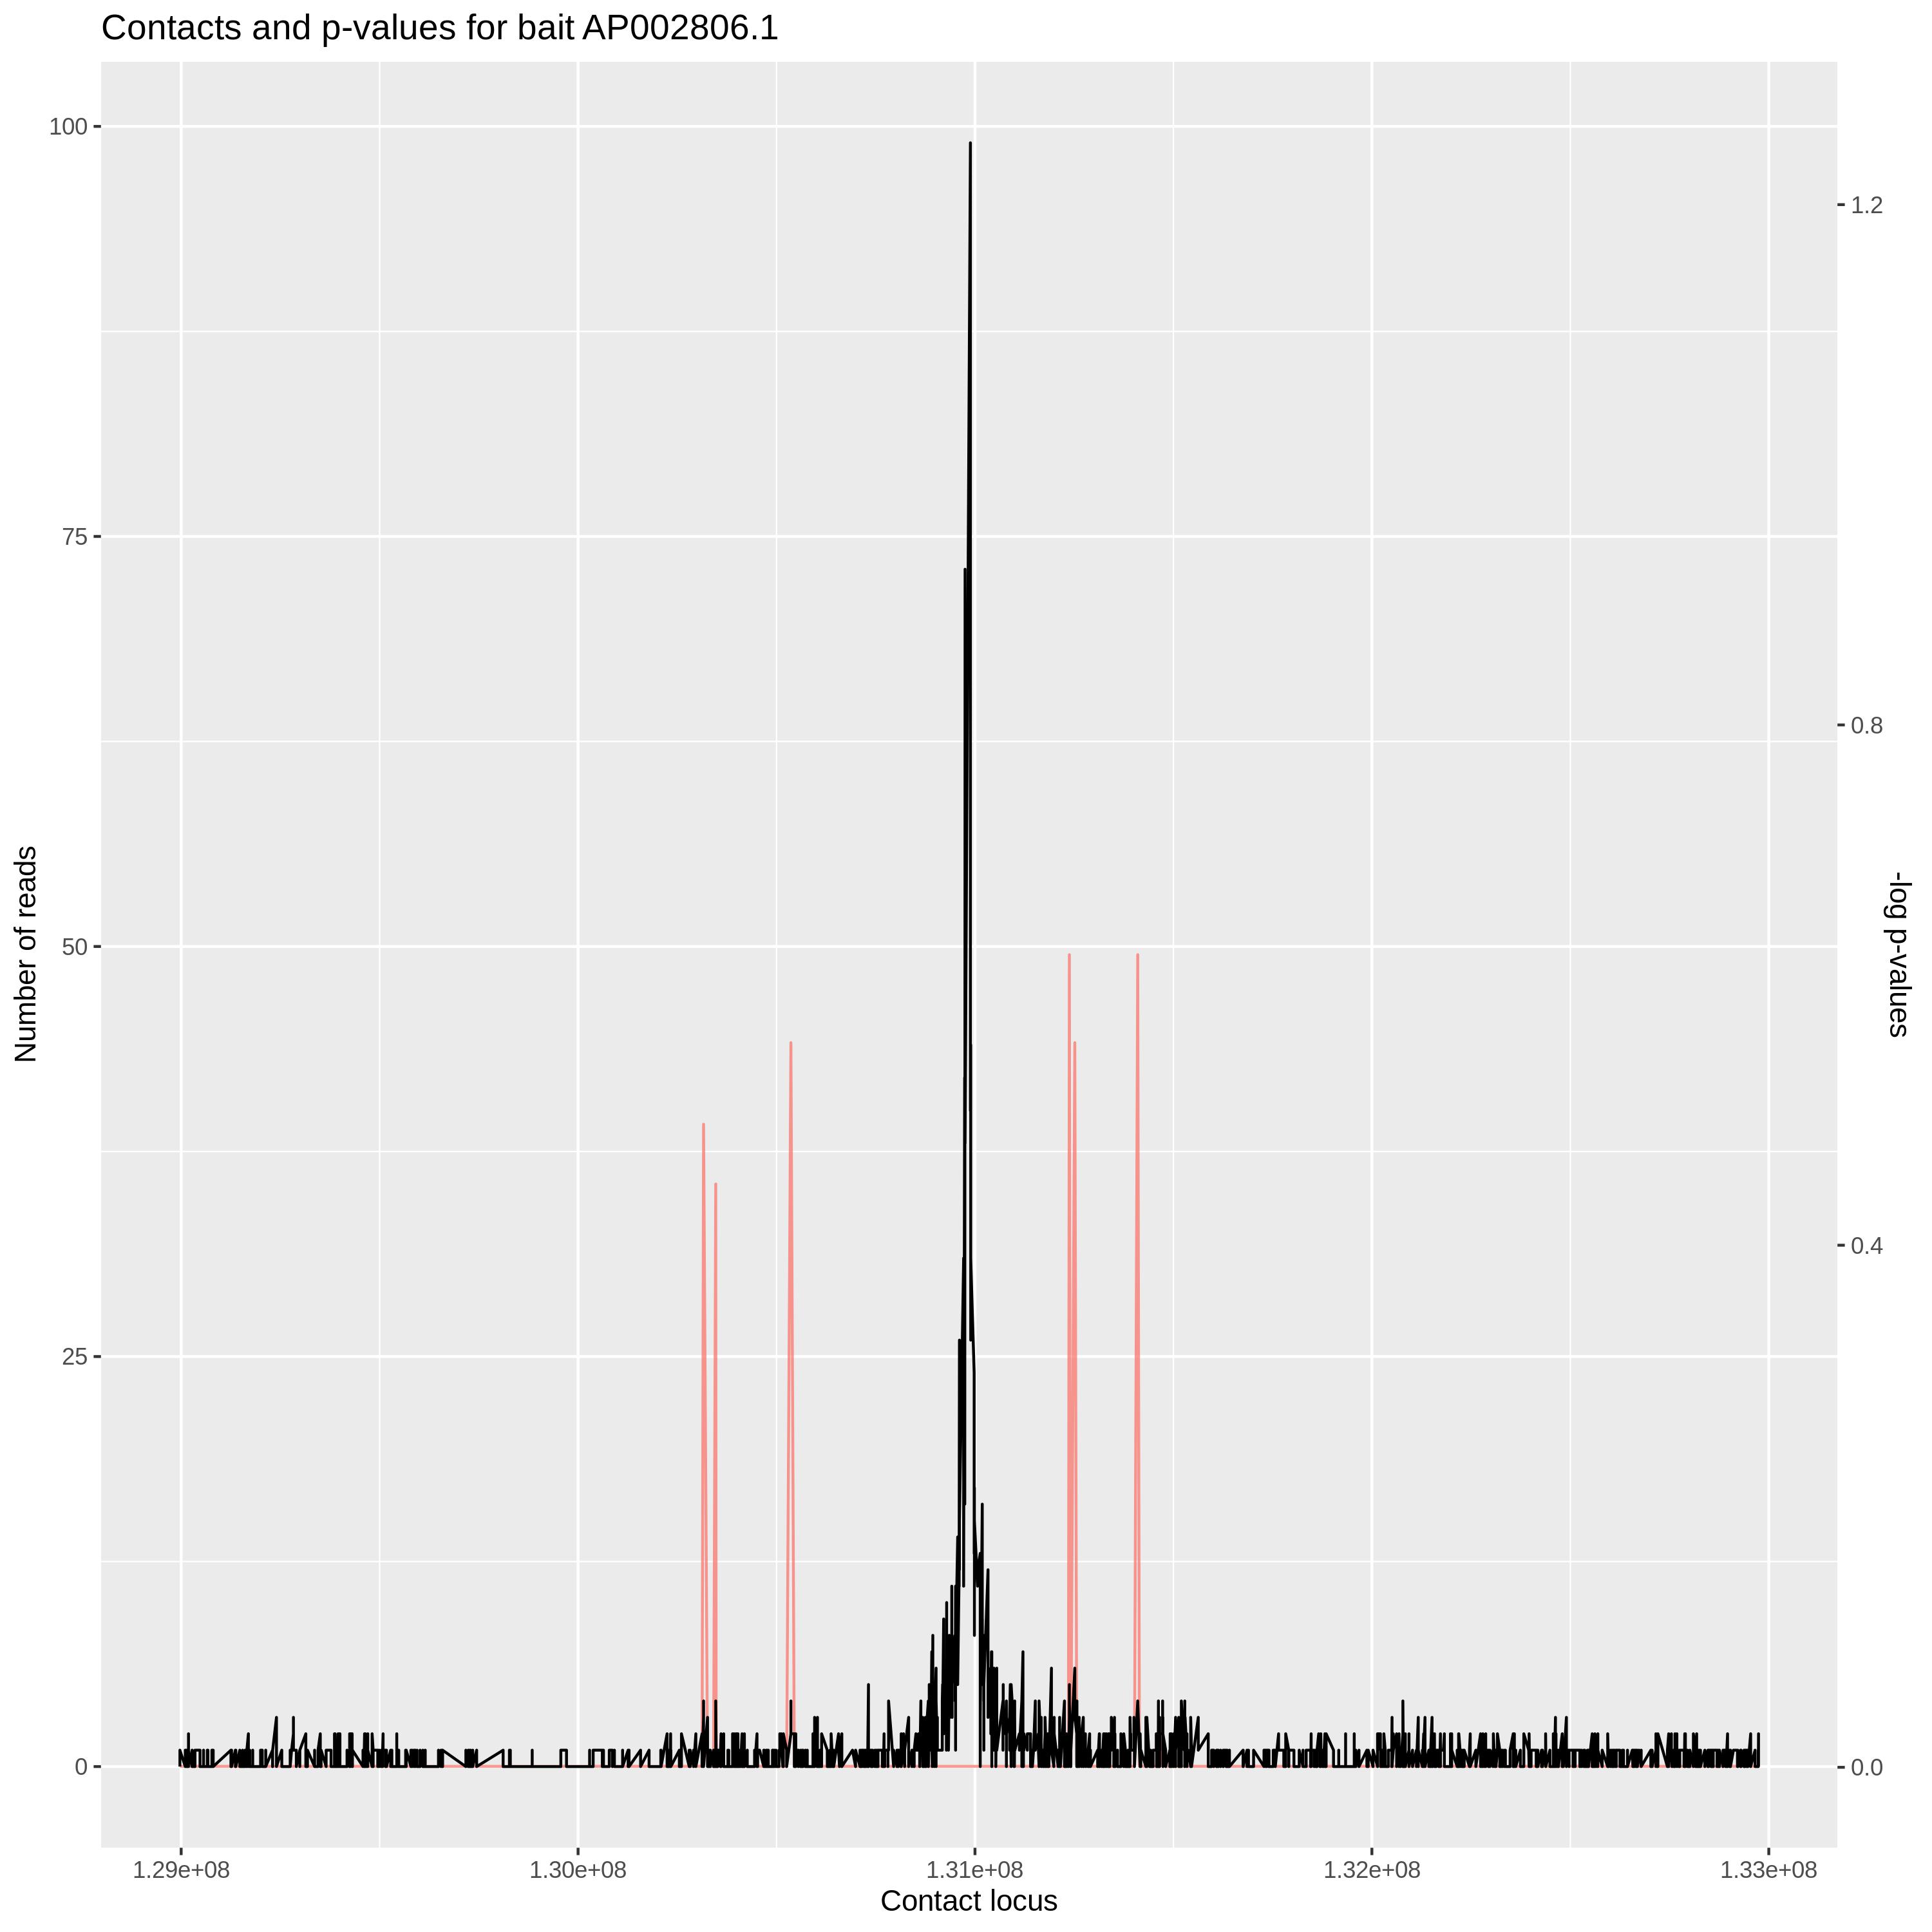 Contacts and p-values for bait AP002806.1
100
75
50
25
0
Number of reads
1.2
0.8
0.4
0.0
-log p-values
1.29e+08 1.30e+08 1.31e+08 1.32e+08 1.33e+08
Contact locus